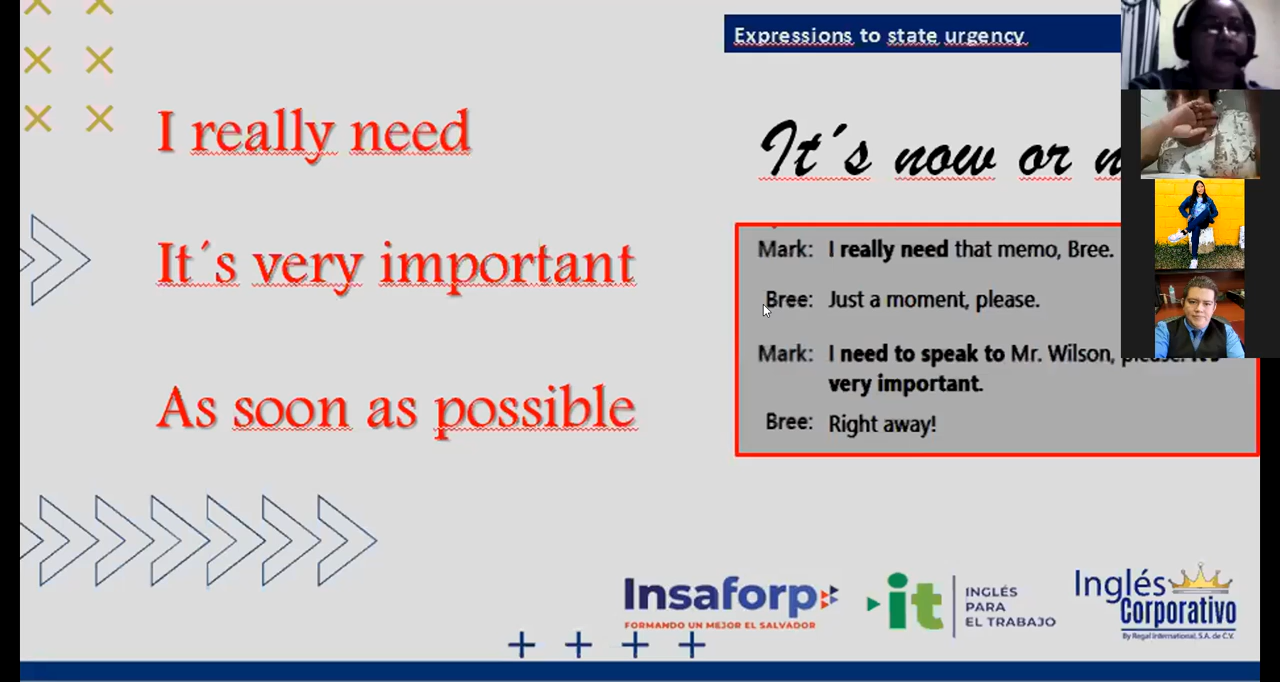 Expressions to state urgency
I really need
It´s very important
As soon as possible
It´s now or
Mark: I really need that memo, Bree.
Bree: Just a moment, please.
Mark: I need to speak to Mr. Wilson,
very important.
Bree: Right away!
Insaforp
FORMANDO UN MEJOR EL SALVADOR
it
INGLÉS
PARA
EL TRABAJO
Inglés
Corporativo
By Regal International, S.A. de C.V.